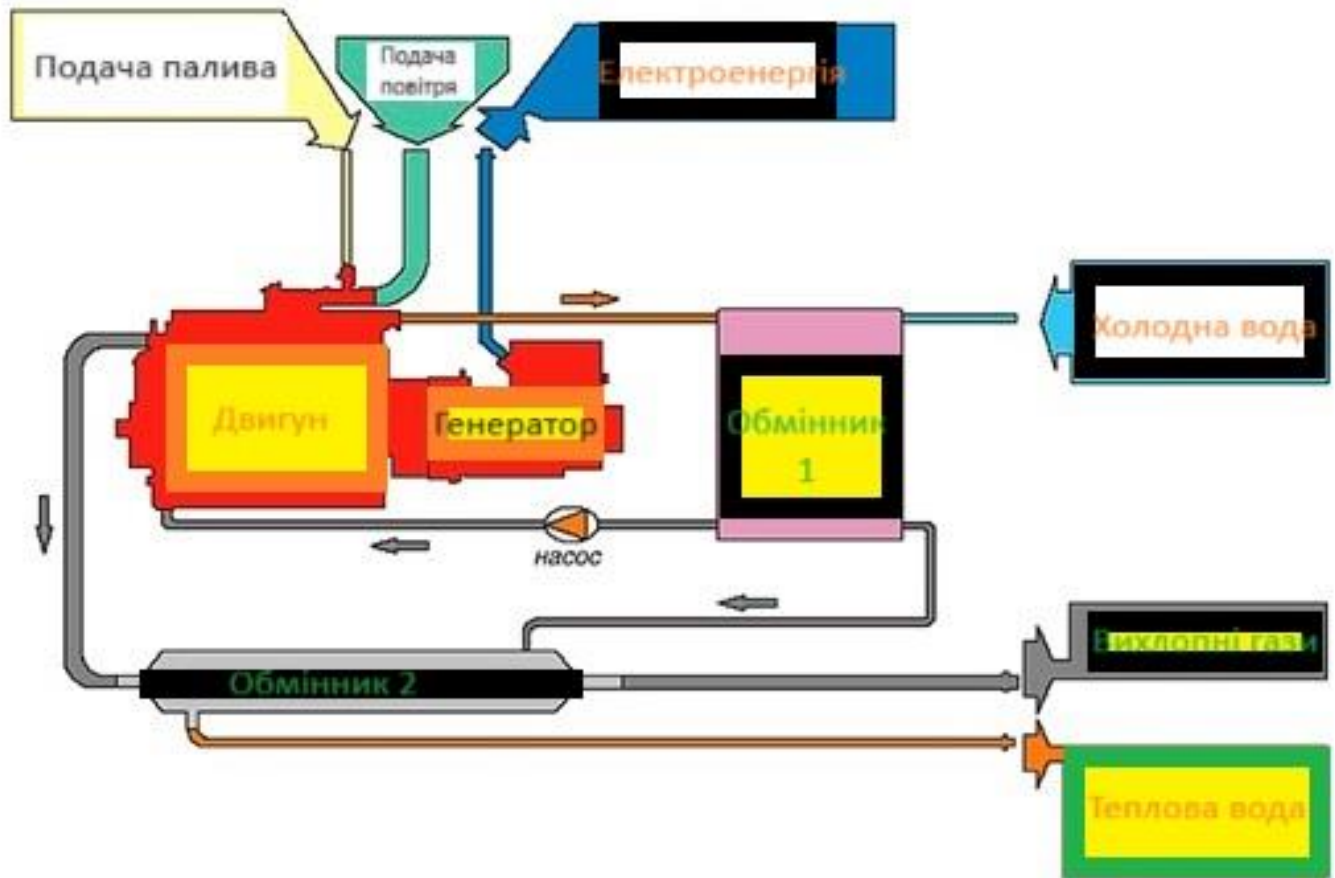 Подача палива
Подача
повітря
Електроенергія
Холодна вода
Двигун
Генератор
Обмінник
1
насос
Вихлопні гази
Обмінник 2
Теплова вода